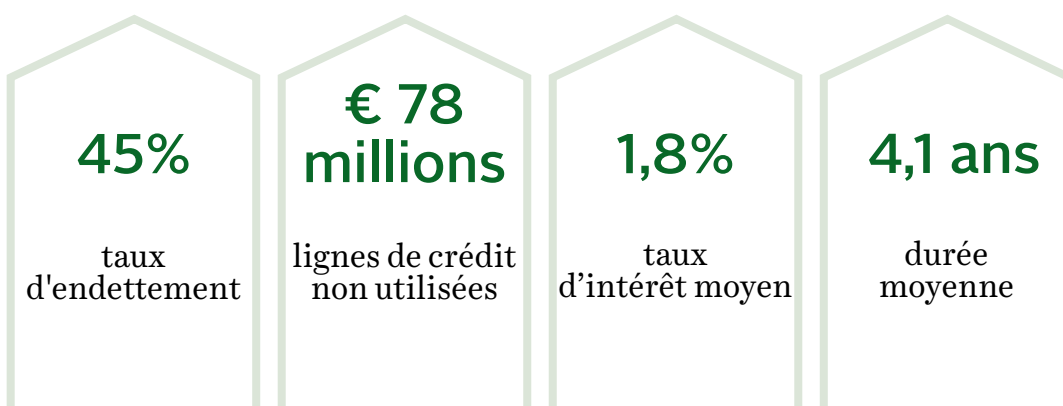 45%
taux
d'endettement
€ 78
millions
lignes de crédit
non utilisées
1,8%
taux
d’intérêt moyen
4,1 ans
durée
moyenne